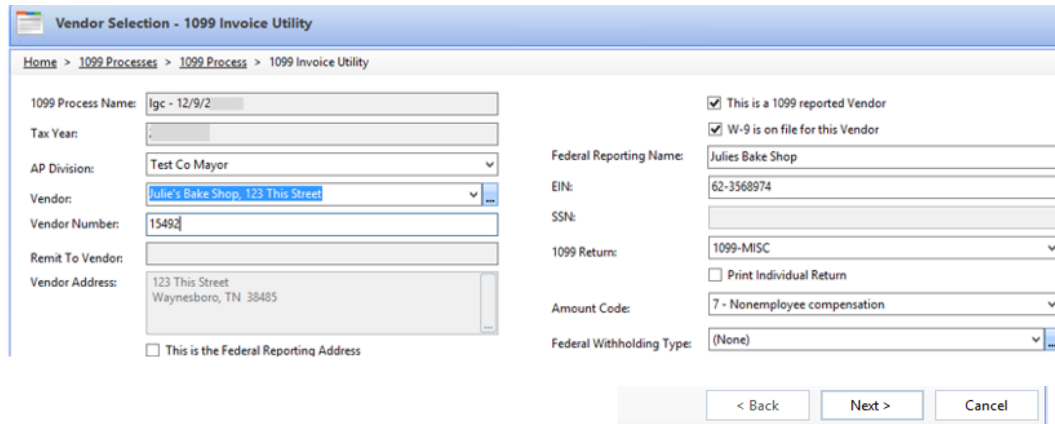 Vendor Selection - 1099 Invoice Utility
Home > 1099 Processes > 1099 Process > 1099 Invoice Utility
1099 Process Name: lgc - 12/9/2
Tax Year:
AP Division: Test Co Mayor
Vendor: Julie's Bake Shop, 123 This Street ...
Vendor Number: 15492
Remit To Vendor:
Vendor Address: 123 This Street
Waynesboro, TN 38485
...
This is the Federal Reporting Address
This is a 1099 reported Vendor
W-9 is on file for this Vendor
Federal Reporting Name: Julies Bake Shop
EIN: 62-3568974
SSN:
1099 Return: 1099-MISC
Print Individual Return
Amount Code: 7 - Nonemployee compensation
Federal Withholding Type: (None) ...
< Back Next > Cancel